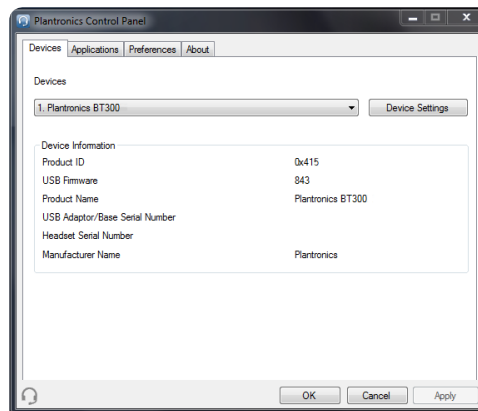 Plantronics Control Panel
Devices Applications Preferences About
Devices
1. Plantronics BT300 Device Settings
Device Information
Product ID 0x415
USB Firmware 843
Product Name Plantronics BT300
USB Adaptor/Base Serial Number
Headset Serial Number
Manufacturer Name Plantronics
OK Cancel Apply